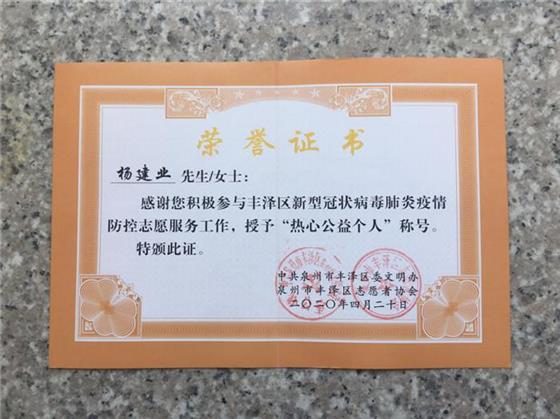 荣誉证书
杨建业 先生/女士:
感谢您积极参与丰泽区新型冠状病毒肺炎疫情
防控志愿服务工作，授予“热心公益个人”称号。
特颁此证。
中共泉州市丰泽区委文明办
泉州市丰泽区志愿者协会
二〇二〇年四月二十日